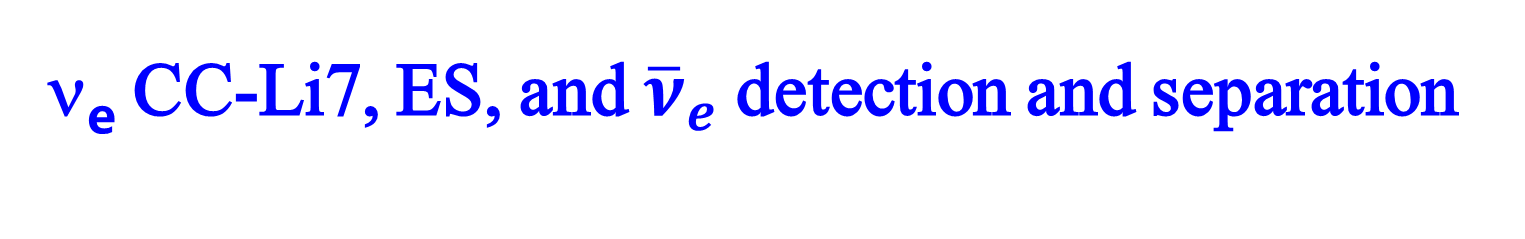 νₑ CC-Li7, ES, and ν̅ₑ detection and separation